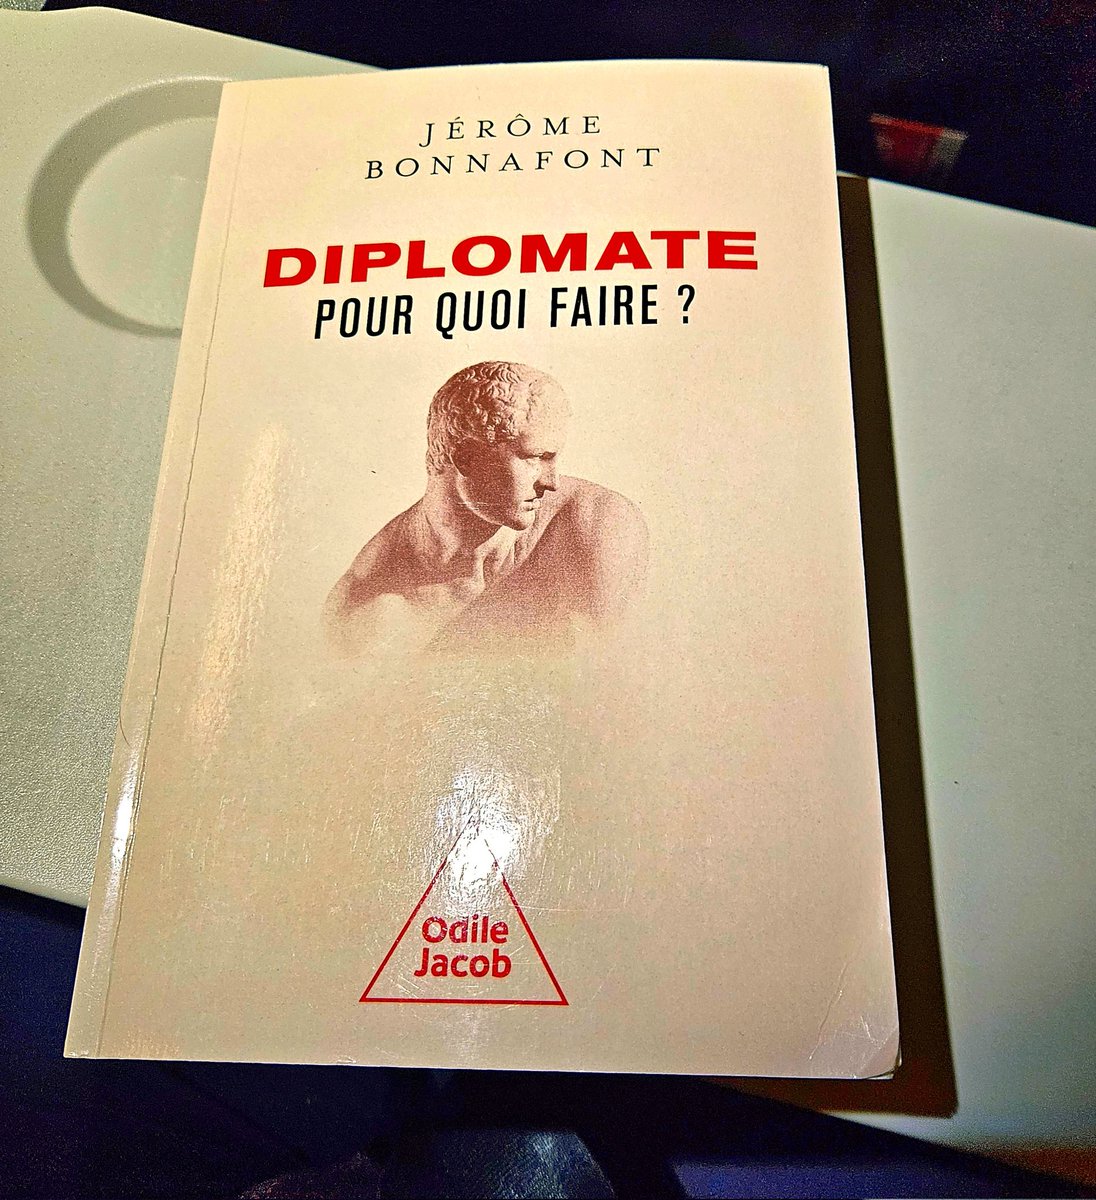 JÉRÔME
BONNAFONT
DIPLOMATE
POUR QUOI FAIRE ?
Odile
Jacob